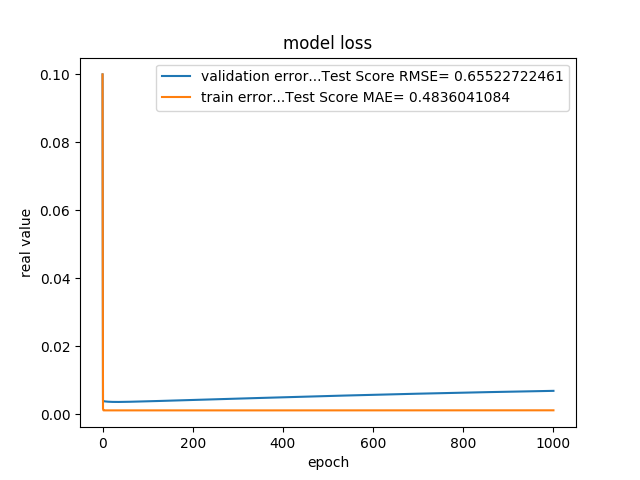 model loss
validation error...Test Score RMSE= 0.65522722461
train error...Test Score MAE= 0.4836041084
real value
0.10
0.08
0.06
0.04
0.02
0.00
0 200 400 600 800 1000
epoch